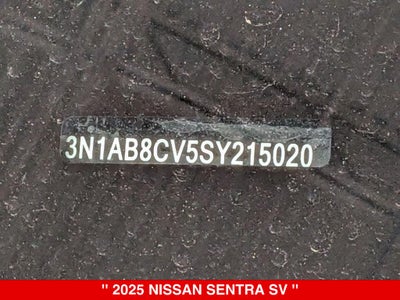 3N1AB8CV5SY215020
" 2025 NISSAN SENTRA SV "